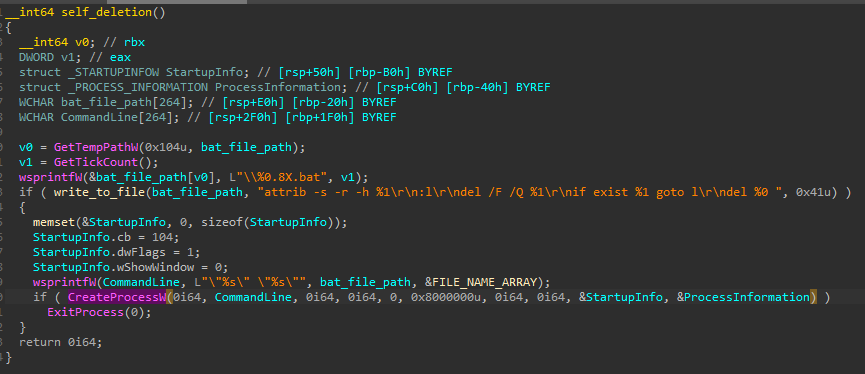 __int64 self_deletion()
{
__int64 v0; // rbx
DWORD v1; // eax
struct _STARTUPINFOW StartupInfo; // [rsp+50h] [rbp-B0h] BYREF
struct _PROCESS_INFORMATION ProcessInformation; // [rsp+C0h] [rbp-40h] BYREF
WCHAR bat_file_path[264]; // [rsp+E0h] [rbp-20h] BYREF
WCHAR CommandLine[264]; // [rsp+2F0h] [rbp+1F0h] BYREF
v0 = GetTempPathW(0x104u, bat_file_path);
v1 = GetTickCount();
wsprintfW(&bat_file_path[v0], L"\\%0.8X.bat", v1);
if ( write_to_file(bat_file_path, "attrib -s -r -h %1\r\n:l\r\ndel /F /Q %1\r\nif exist %1 goto l\r\ndel %0 ", 0x41u) )
{
memset(&StartupInfo, 0, sizeof(StartupInfo));
StartupInfo.cb = 104;
StartupInfo.dwFlags = 1;
StartupInfo.wShowWindow = 0;
wsprintfW(CommandLine, L"\"%s\" \"%s\"", bat_file_path, &FILE_NAME_ARRAY);
if ( CreateProcessW(0i64, CommandLine, 0i64, 0i64, 0, 0x8000000u, 0i64, 0i64, &StartupInfo, &ProcessInformation) )
ExitProcess(0);
}
return 0i64;
}